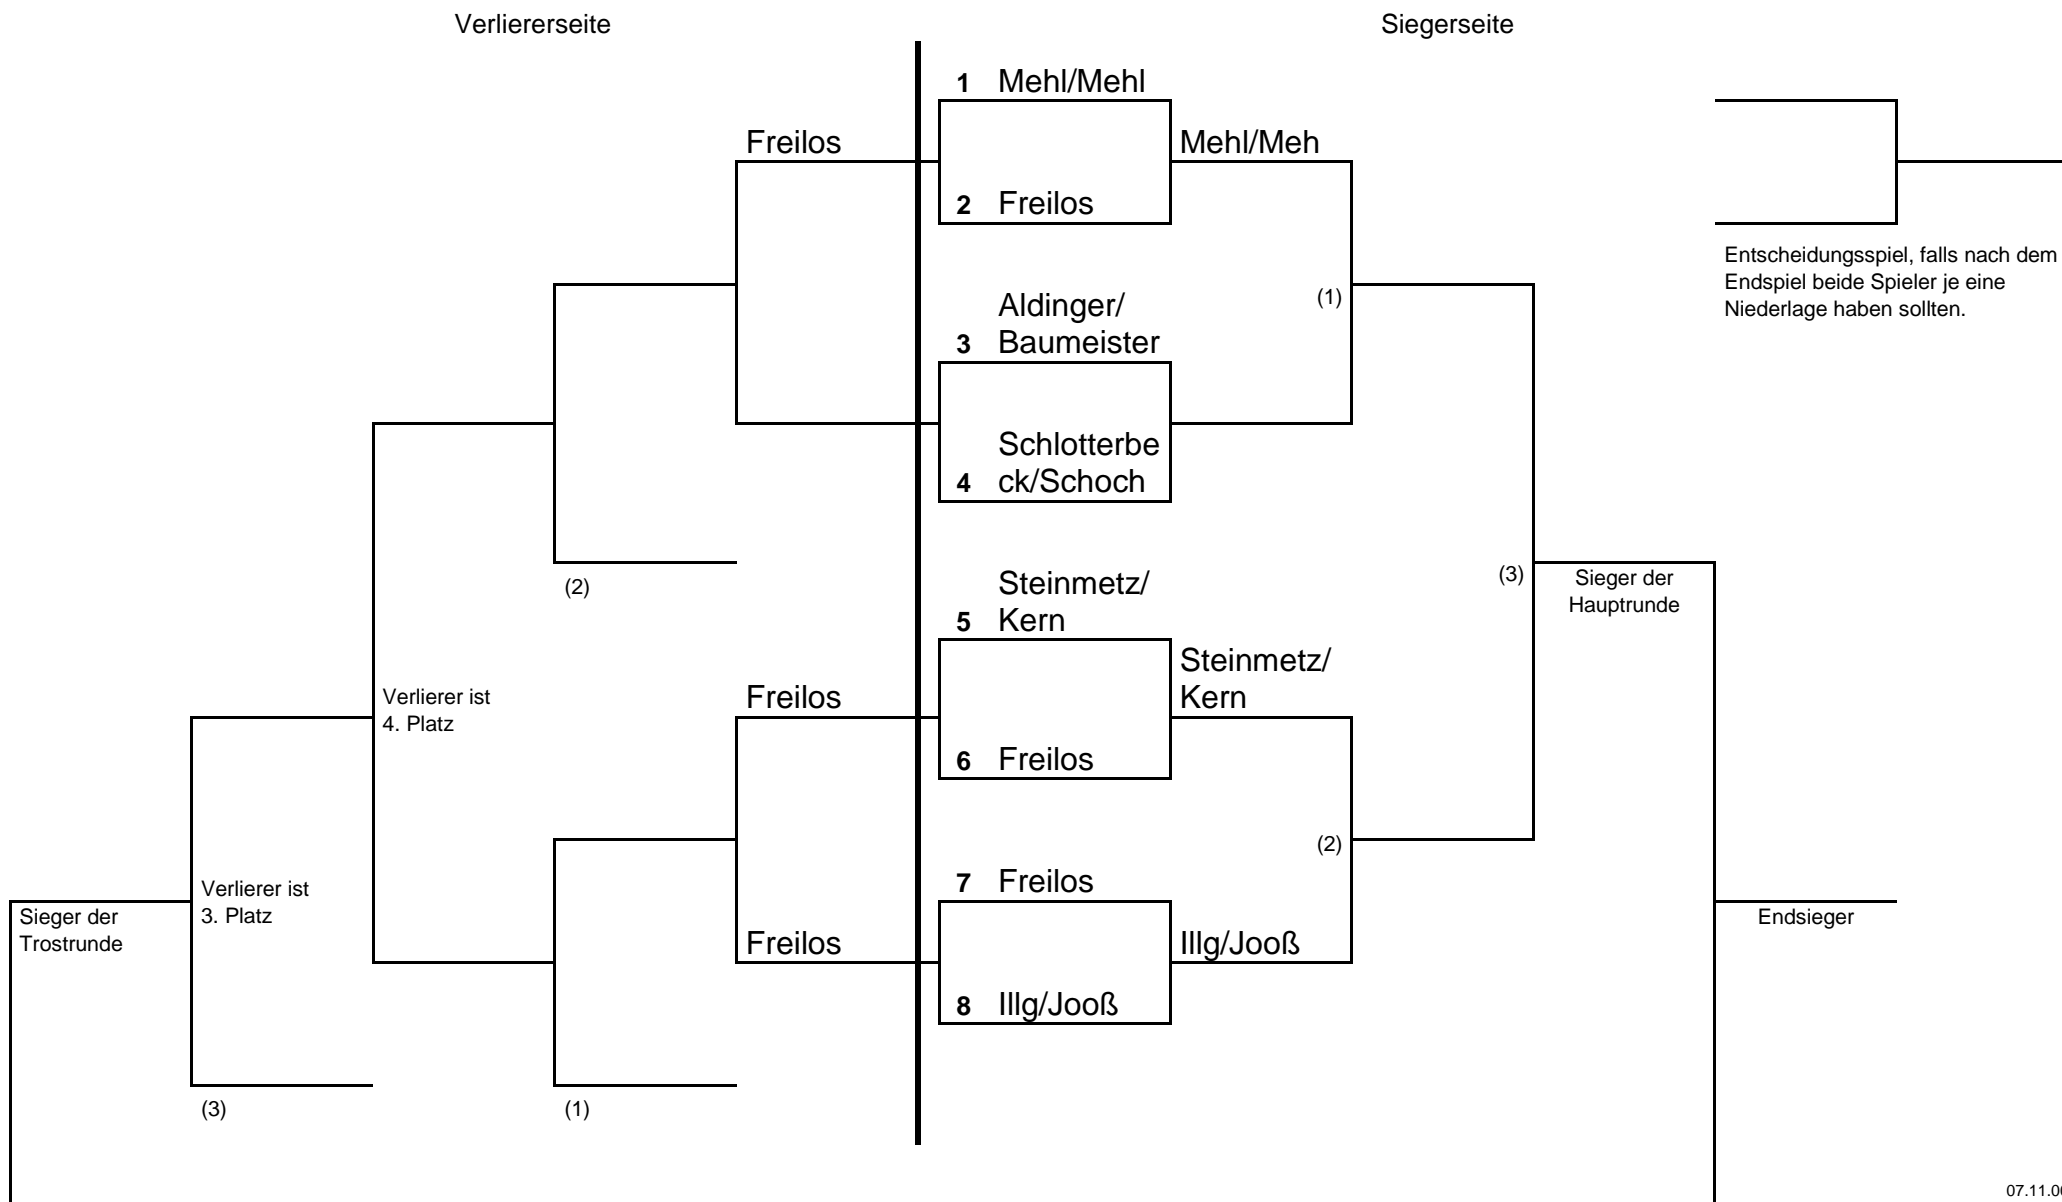 Verliererseite
Siegerseite
1 Mehl/Mehl
Freilos
Mehl/Meh
2 Freilos
Entscheidungsspiel, falls nach dem
Endspiel beide Spieler je eine
Niederlage haben sollten.
Aldinger/
3 Baumeister
(1)
Schlotterbe
4 ck/Schoch
(2)
Steinmetz/
5 Kern
(3)
Sieger der
Hauptrunde
Verlierer ist
4. Platz
Freilos
Steinmetz/
Kern
6 Freilos
(2)
Verlierer ist
3. Platz
7 Freilos
Sieger der
Trostrunde
Freilos
Illg/Jooß
Endsieger
8 Illg/Jooß
(3)
(1)
07.11.06